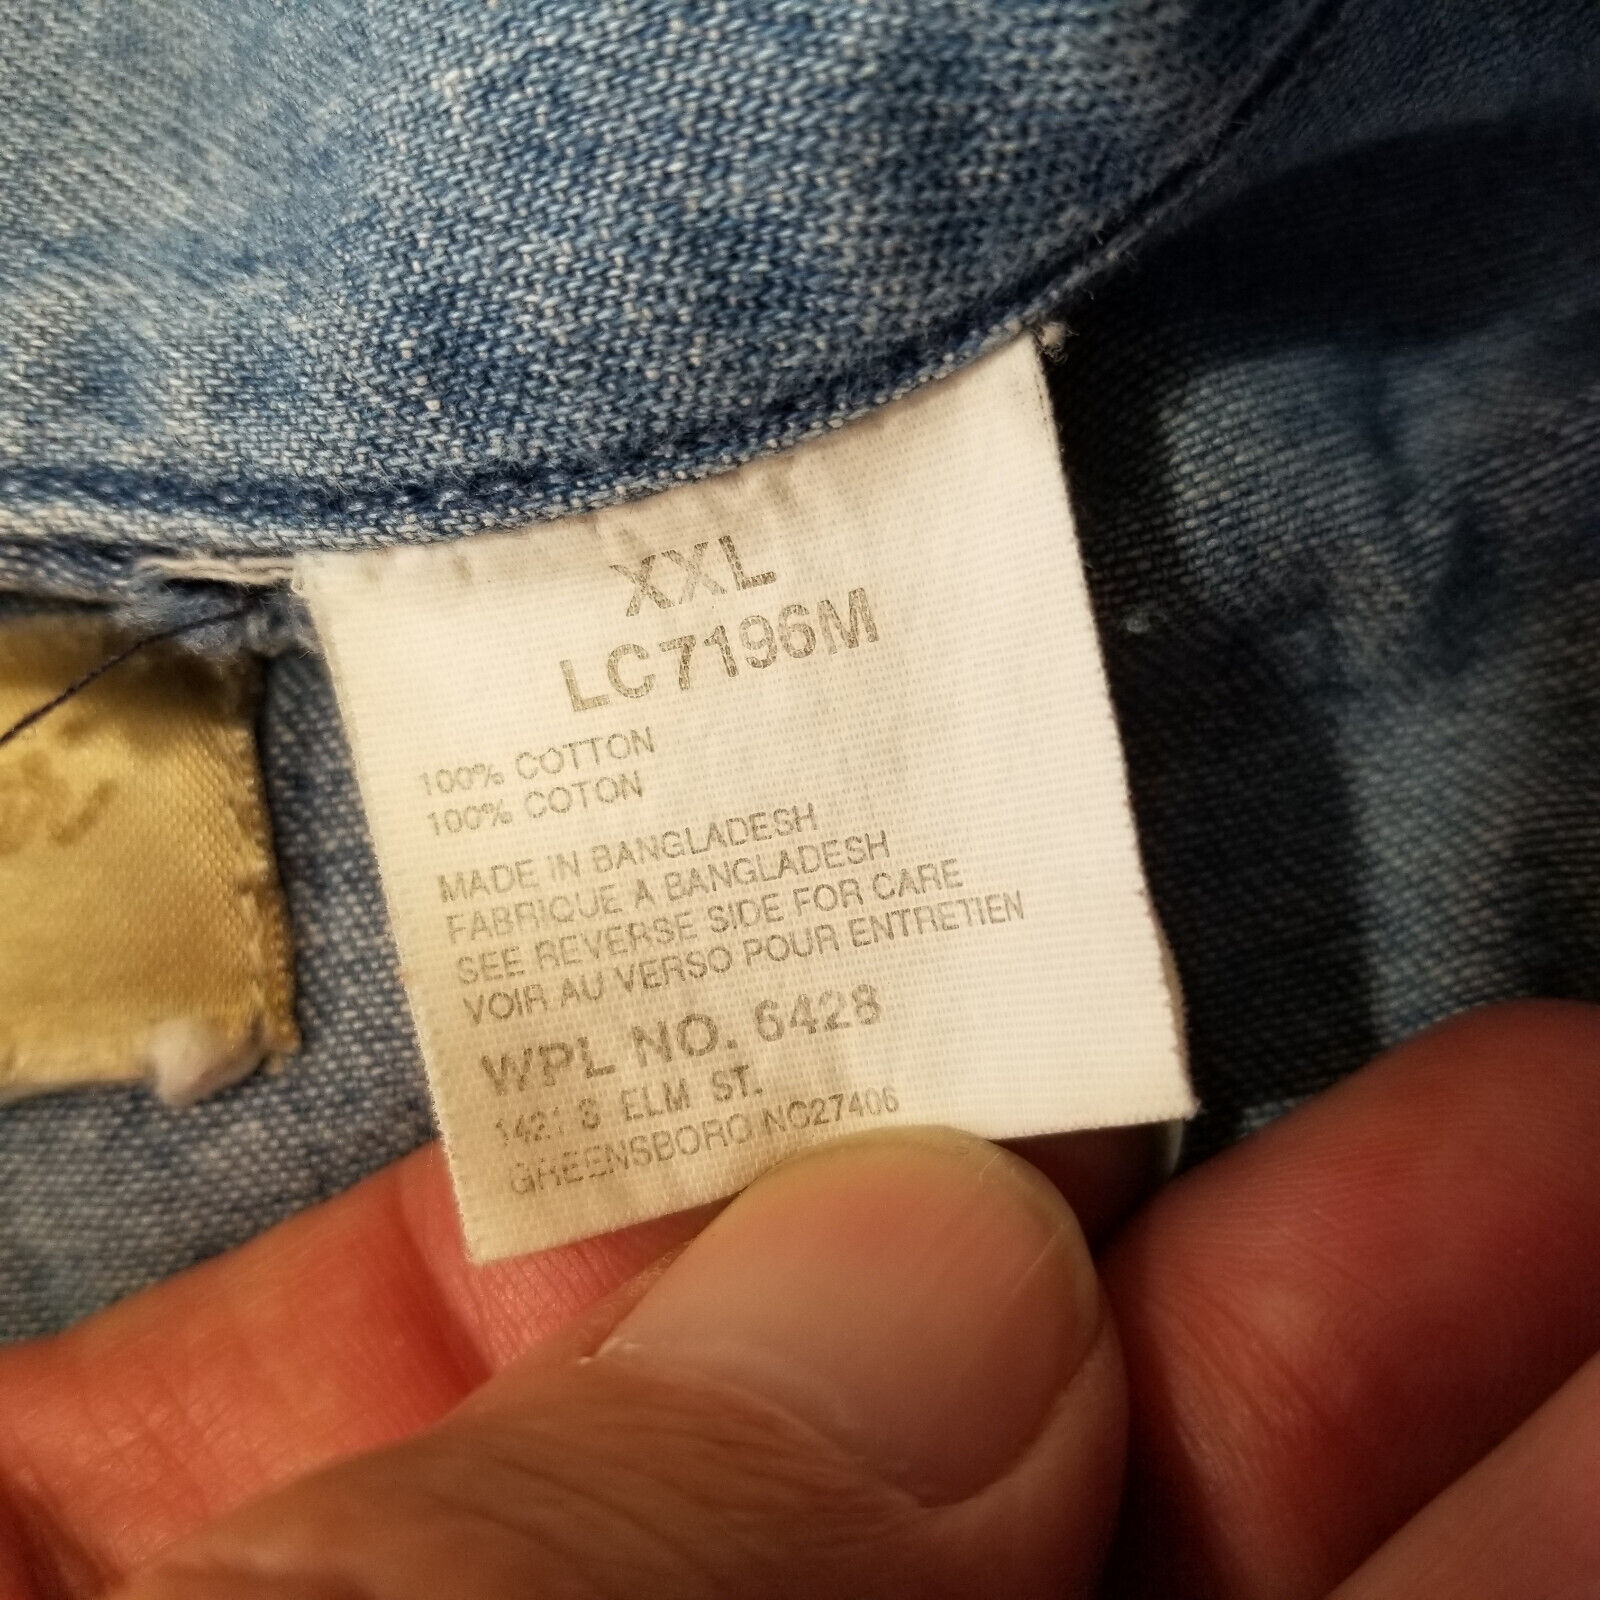 XXL
LC7196M
100% COTTON
100% COTON
MADE IN BANGLADESH
FABRIQUE A BANGLADESH
SEE REVERSE SIDE FOR CARE
VOIR AU VERSO POUR ENTRETIEN
WPL NO. 6428
1421 S ELM ST.
GREENSBORO NC27406